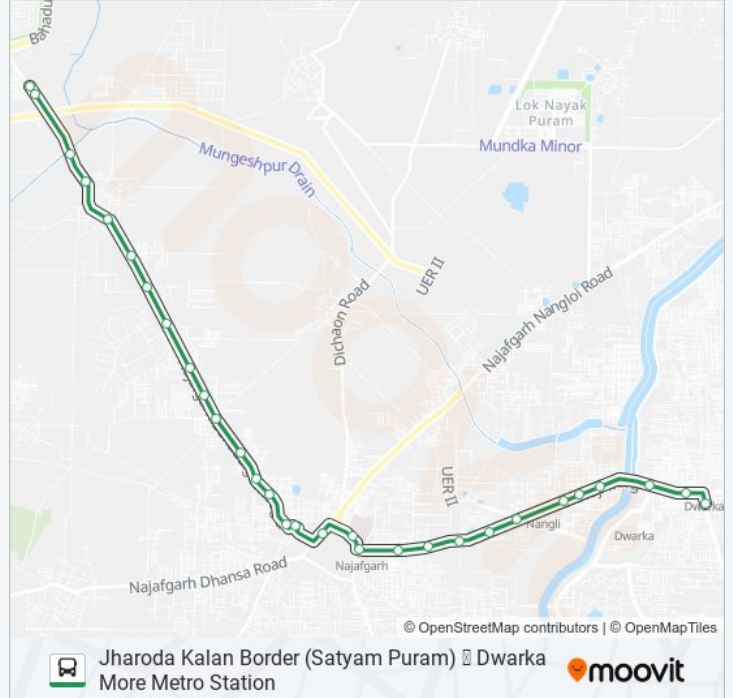 Bahadu
Lok Nayak
Puram
Mundka Minor
Mungeshpur Drain
UER II
Dichaon Road
Najafgarh Nangloi Road
UER II
Nangli
Dwarka
Dwarka
Najafgarh
Najafgarh Dhansa Road
© OpenStreetMap contributors | © OpenMapTiles
Jharoda Kalan Border (Satyam Puram) Dwarka
More Metro Station
moovit